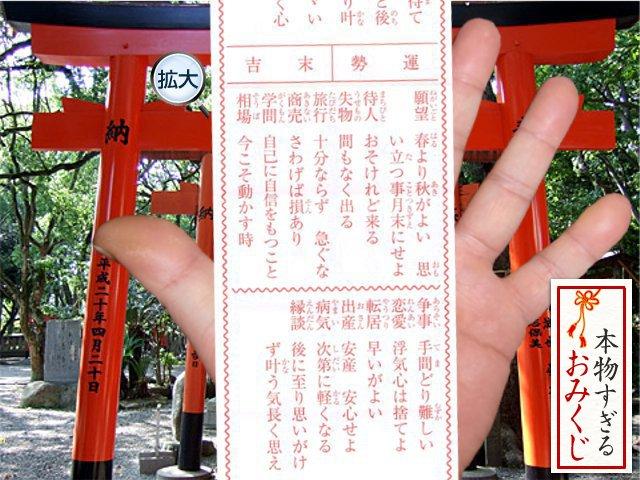 待て
と後
り叶
い
く心
運勢 末吉
願望 春より秋がよい 思
い立つ事月末にせよ
待人 おそけれど来る
失物 間もなく出る
旅行 十分ならず 急ぐな
商売 さわげば損あり
学問 自己に自信をもつこと
相場 今こそ動かす時
争事 手間どり難しい
恋愛 浮気心は捨てよ
転居 早いがよい
出産 安産 安心せよ
病気 次第に軽くなる
縁談 後に至り思いがけ
ず叶う気長く思え
拡大
納
納
平成二十年四月二十日
本物すぎる
おみくじ